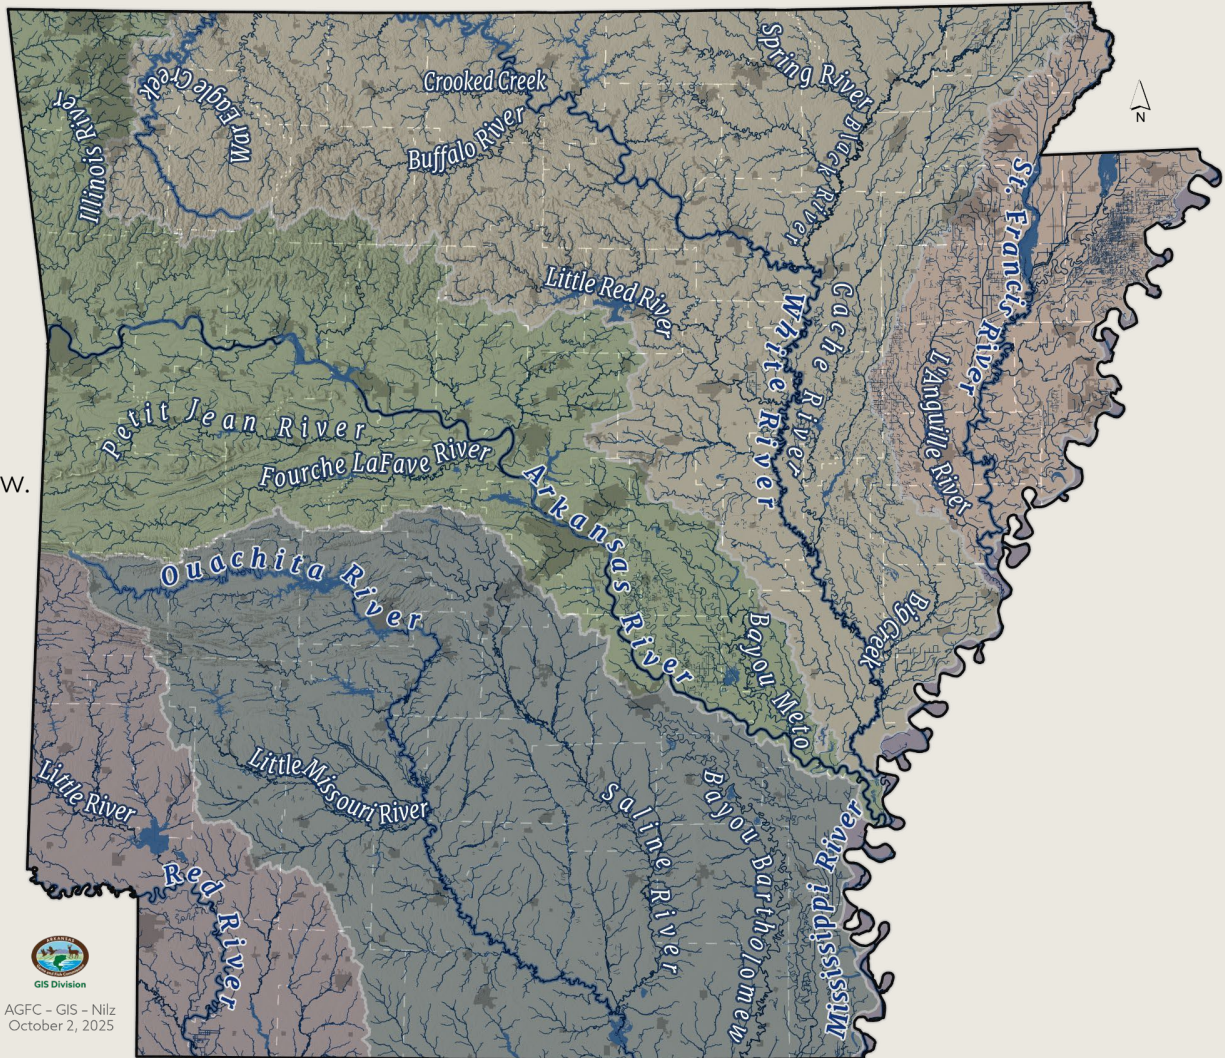 Spring River
Crooked Creek
War Eagle Creek
Illinois River
Buffalo River
Black River
N
St. Francis River
Little Red River
White River
Cache River
L'Anguille River
Petit Jean River
Fourche LaFave River
W.
Arkansas River
Ouachita River
Big Creek
Bayou Meto
Little River
Little Missouri River
Saline River
Bayou Bartholomew
Mississippi River
Red River
ARKANSAS
GIS Division
AGFC – GIS – Nilz
October 2, 2025